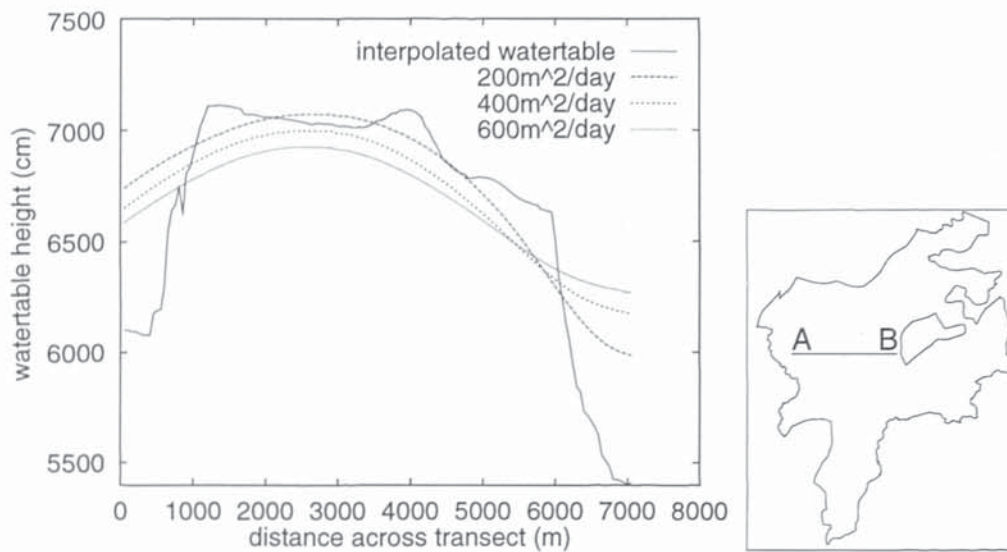 7500
7000
6500
6000
5500
watertable height (cm)
interpolated watertable
200m^2/day
400m^2/day
600m^2/day
0 1000 2000 3000 4000 5000 6000 7000 8000
distance across transect (m)
A B